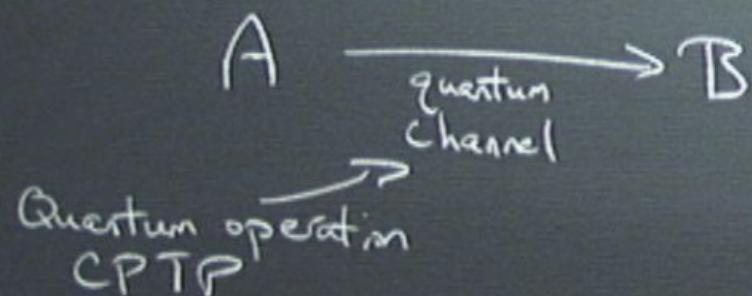 A → B
quantum
channel
Quantum operation
CPTP